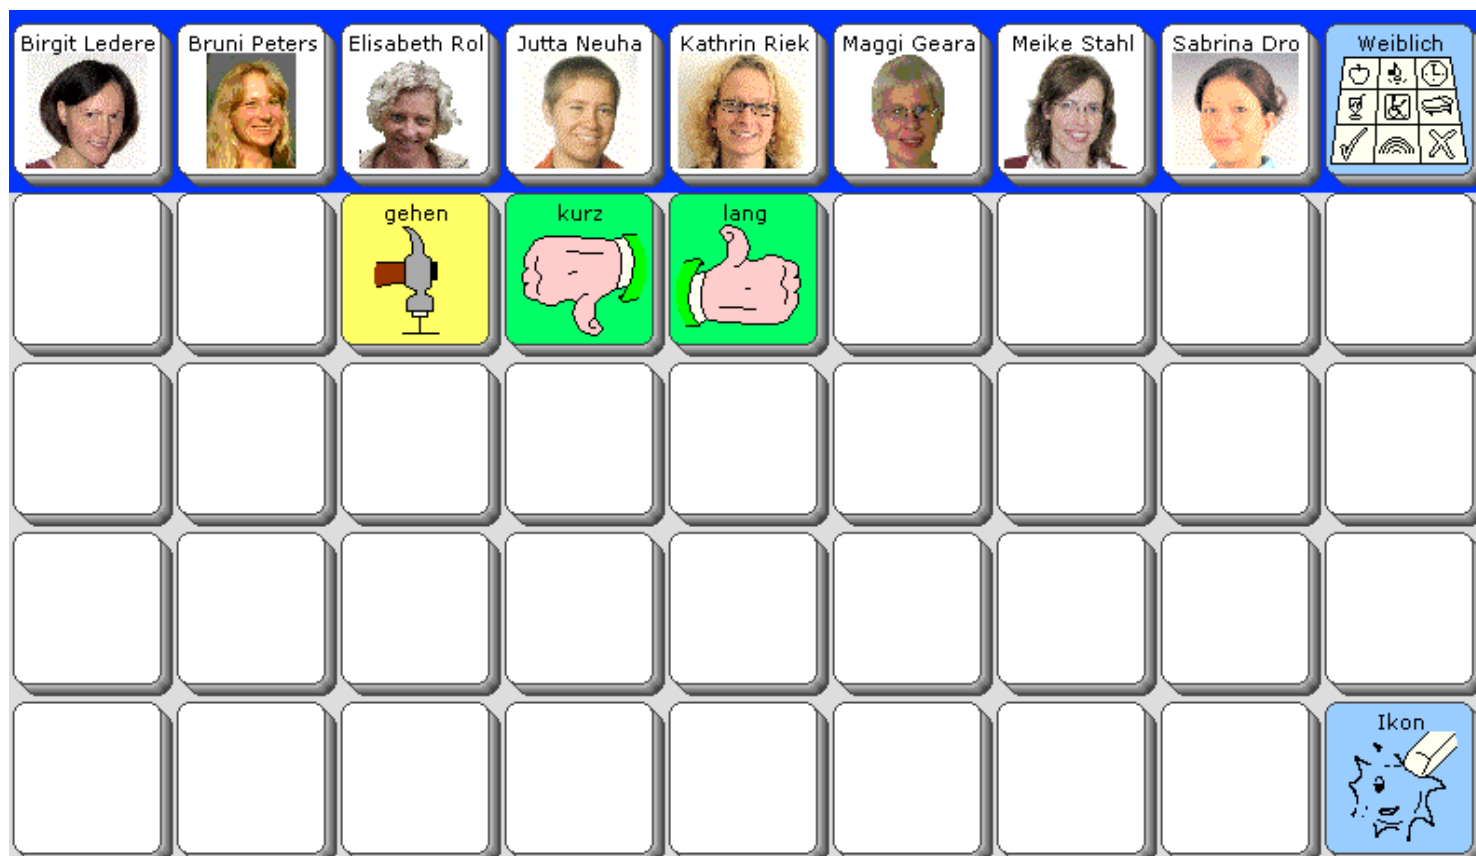 Birgit Ledere
Bruni Peters
Elisabeth Rol
Jutta Neuha
Kathrin Riek
Maggi Geara
Meike Stahl
Sabrina Dro
Weiblich
gehen
kurz
lang
Ikon